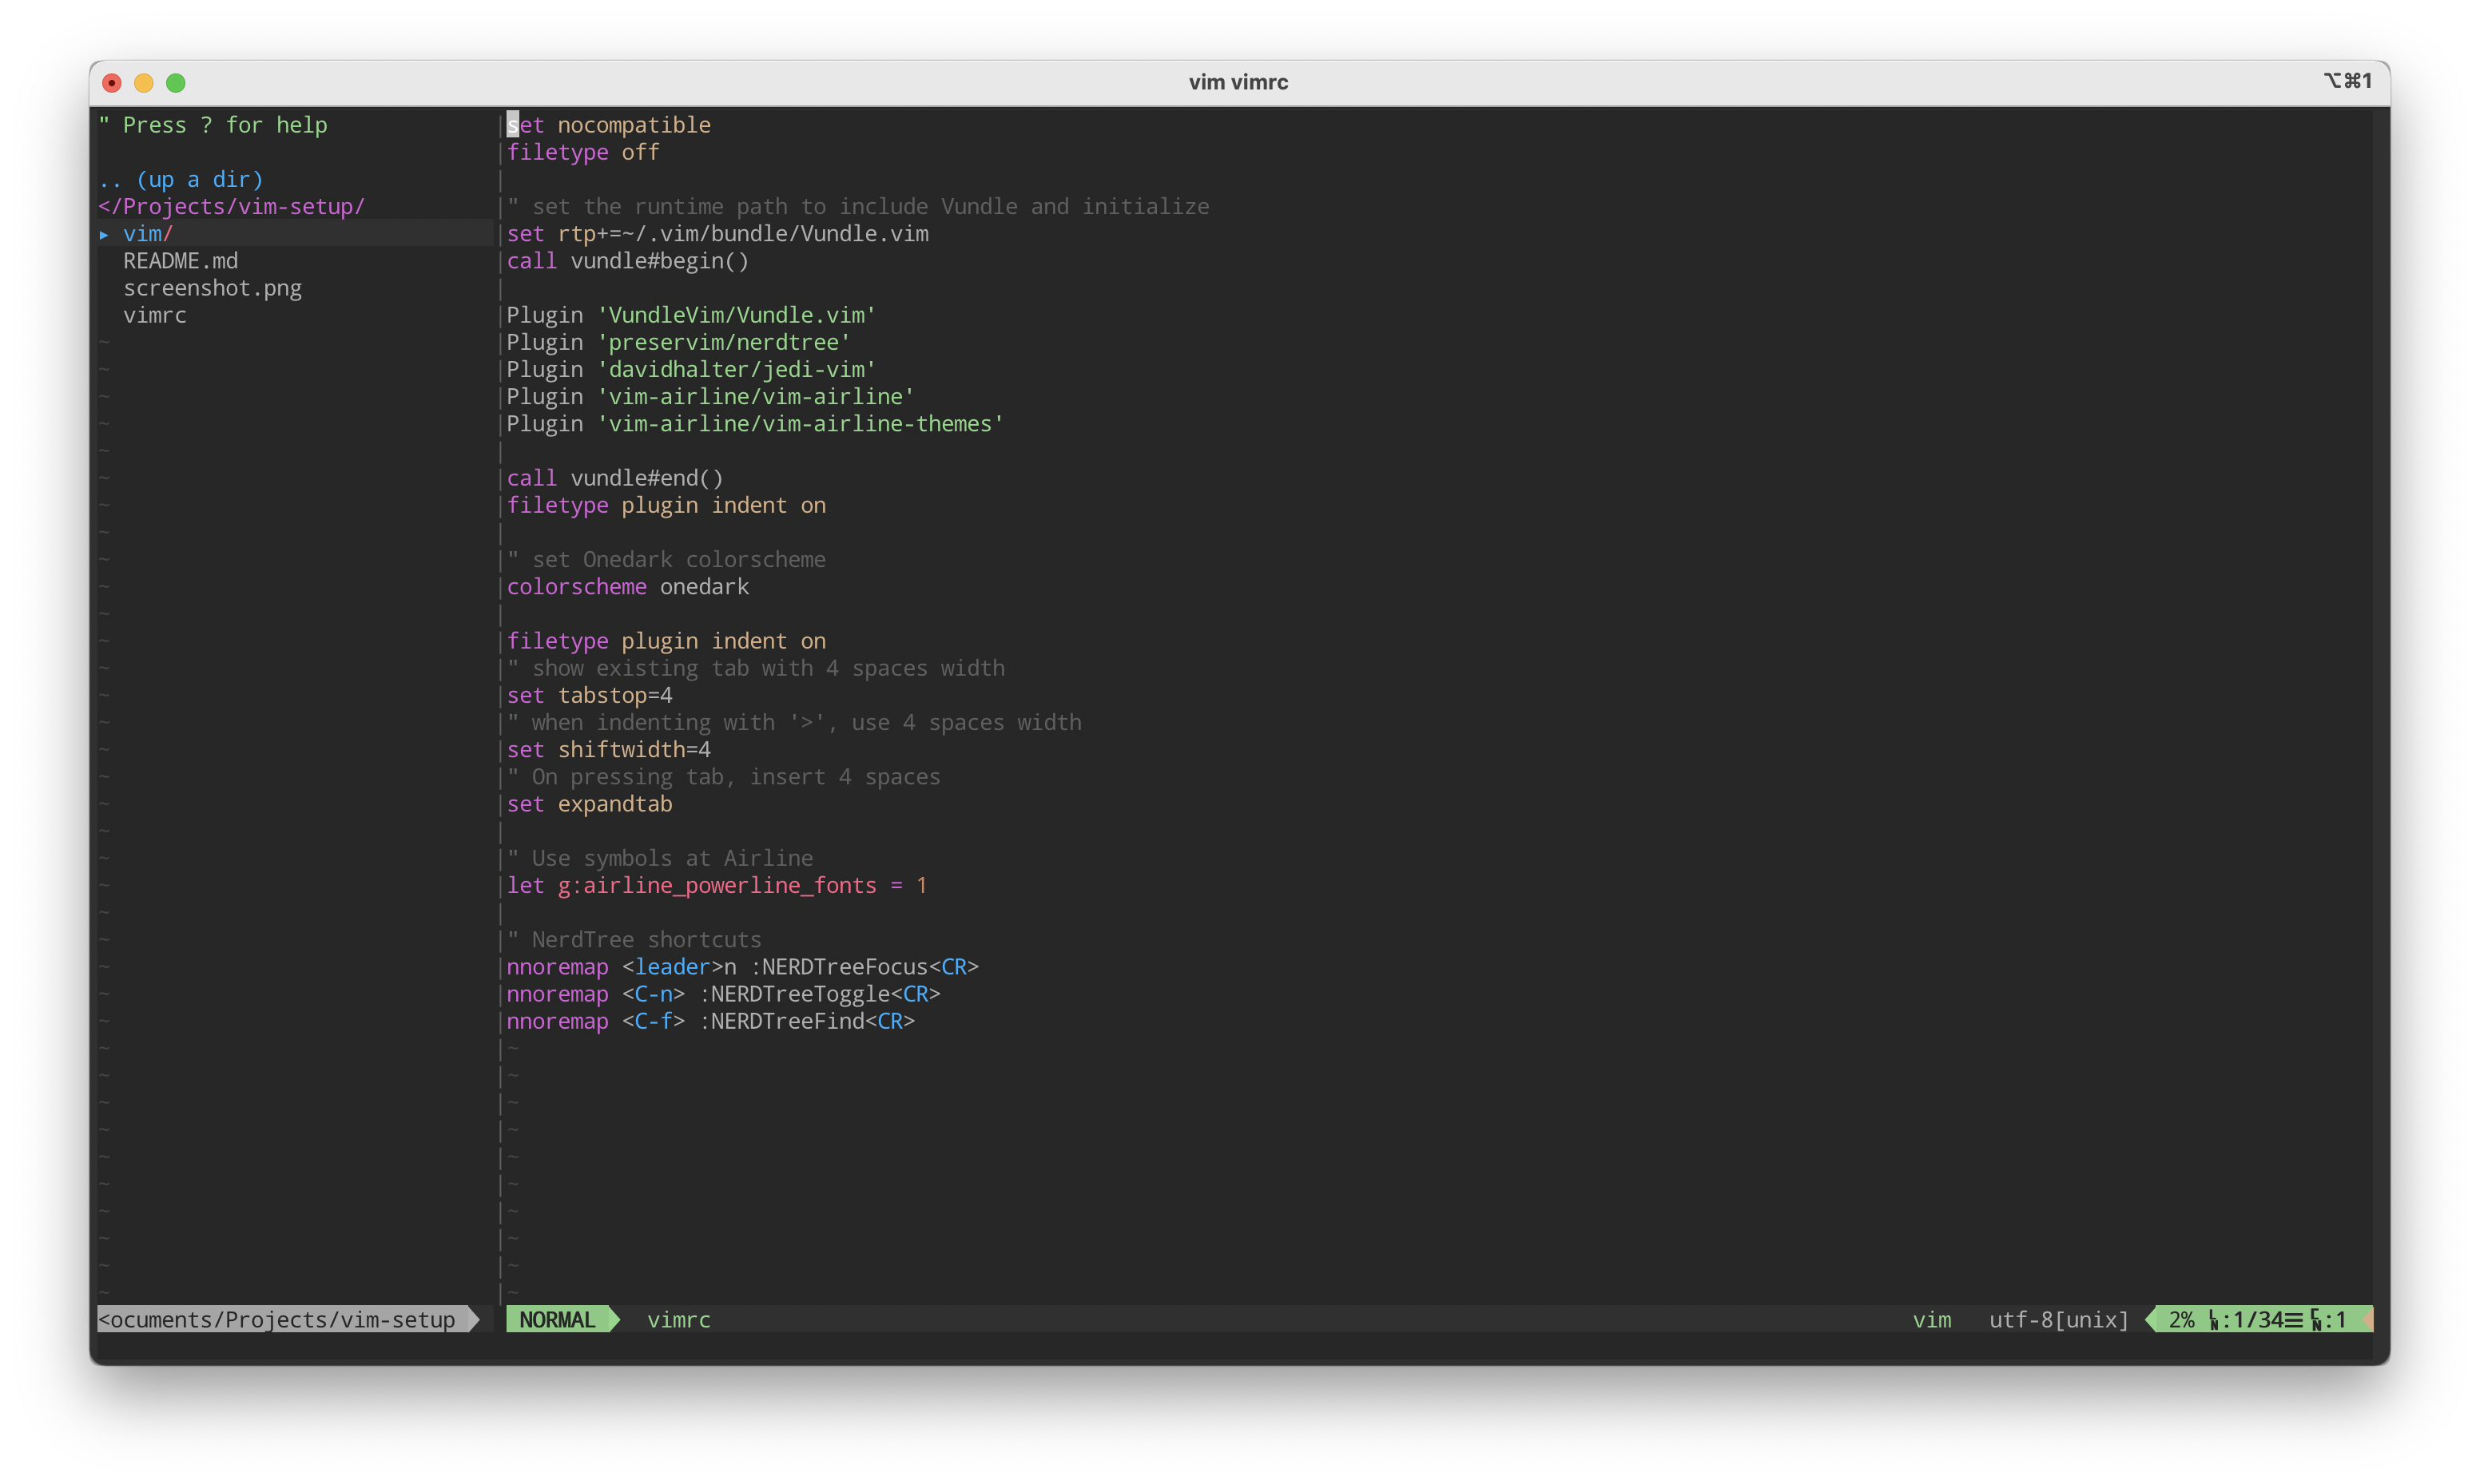 vim vimrc
⌥⌘1
" Press ? for help
.. (up a dir)
</Projects/vim-setup/
▸ vim/
README.md
screenshot.png
vimrc
set nocompatible
filetype off
" set the runtime path to include Vundle and initialize
set rtp+=~/.vim/bundle/Vundle.vim
call vundle#begin()
Plugin 'VundleVim/Vundle.vim'
Plugin 'preservim/nerdtree'
Plugin 'davidhalter/jedi-vim'
Plugin 'vim-airline/vim-airline'
Plugin 'vim-airline/vim-airline-themes'
call vundle#end()
filetype plugin indent on
" set Onedark colorscheme
colorscheme onedark
filetype plugin indent on
" show existing tab with 4 spaces width
set tabstop=4
" when indenting with '>', use 4 spaces width
set shiftwidth=4
" On pressing tab, insert 4 spaces
set expandtab
" Use symbols at Airline
let g:airline_powerline_fonts = 1
" NerdTree shortcuts
nnoremap <leader>n :NERDTreeFocus<CR>
nnoremap <C-n> :NERDTreeToggle<CR>
nnoremap <C-f> :NERDTreeFind<CR>
<ocuments/Projects/vim-setup
NORMAL vimrc vim utf-8[unix] 2% LN:1/34☰ CN:1